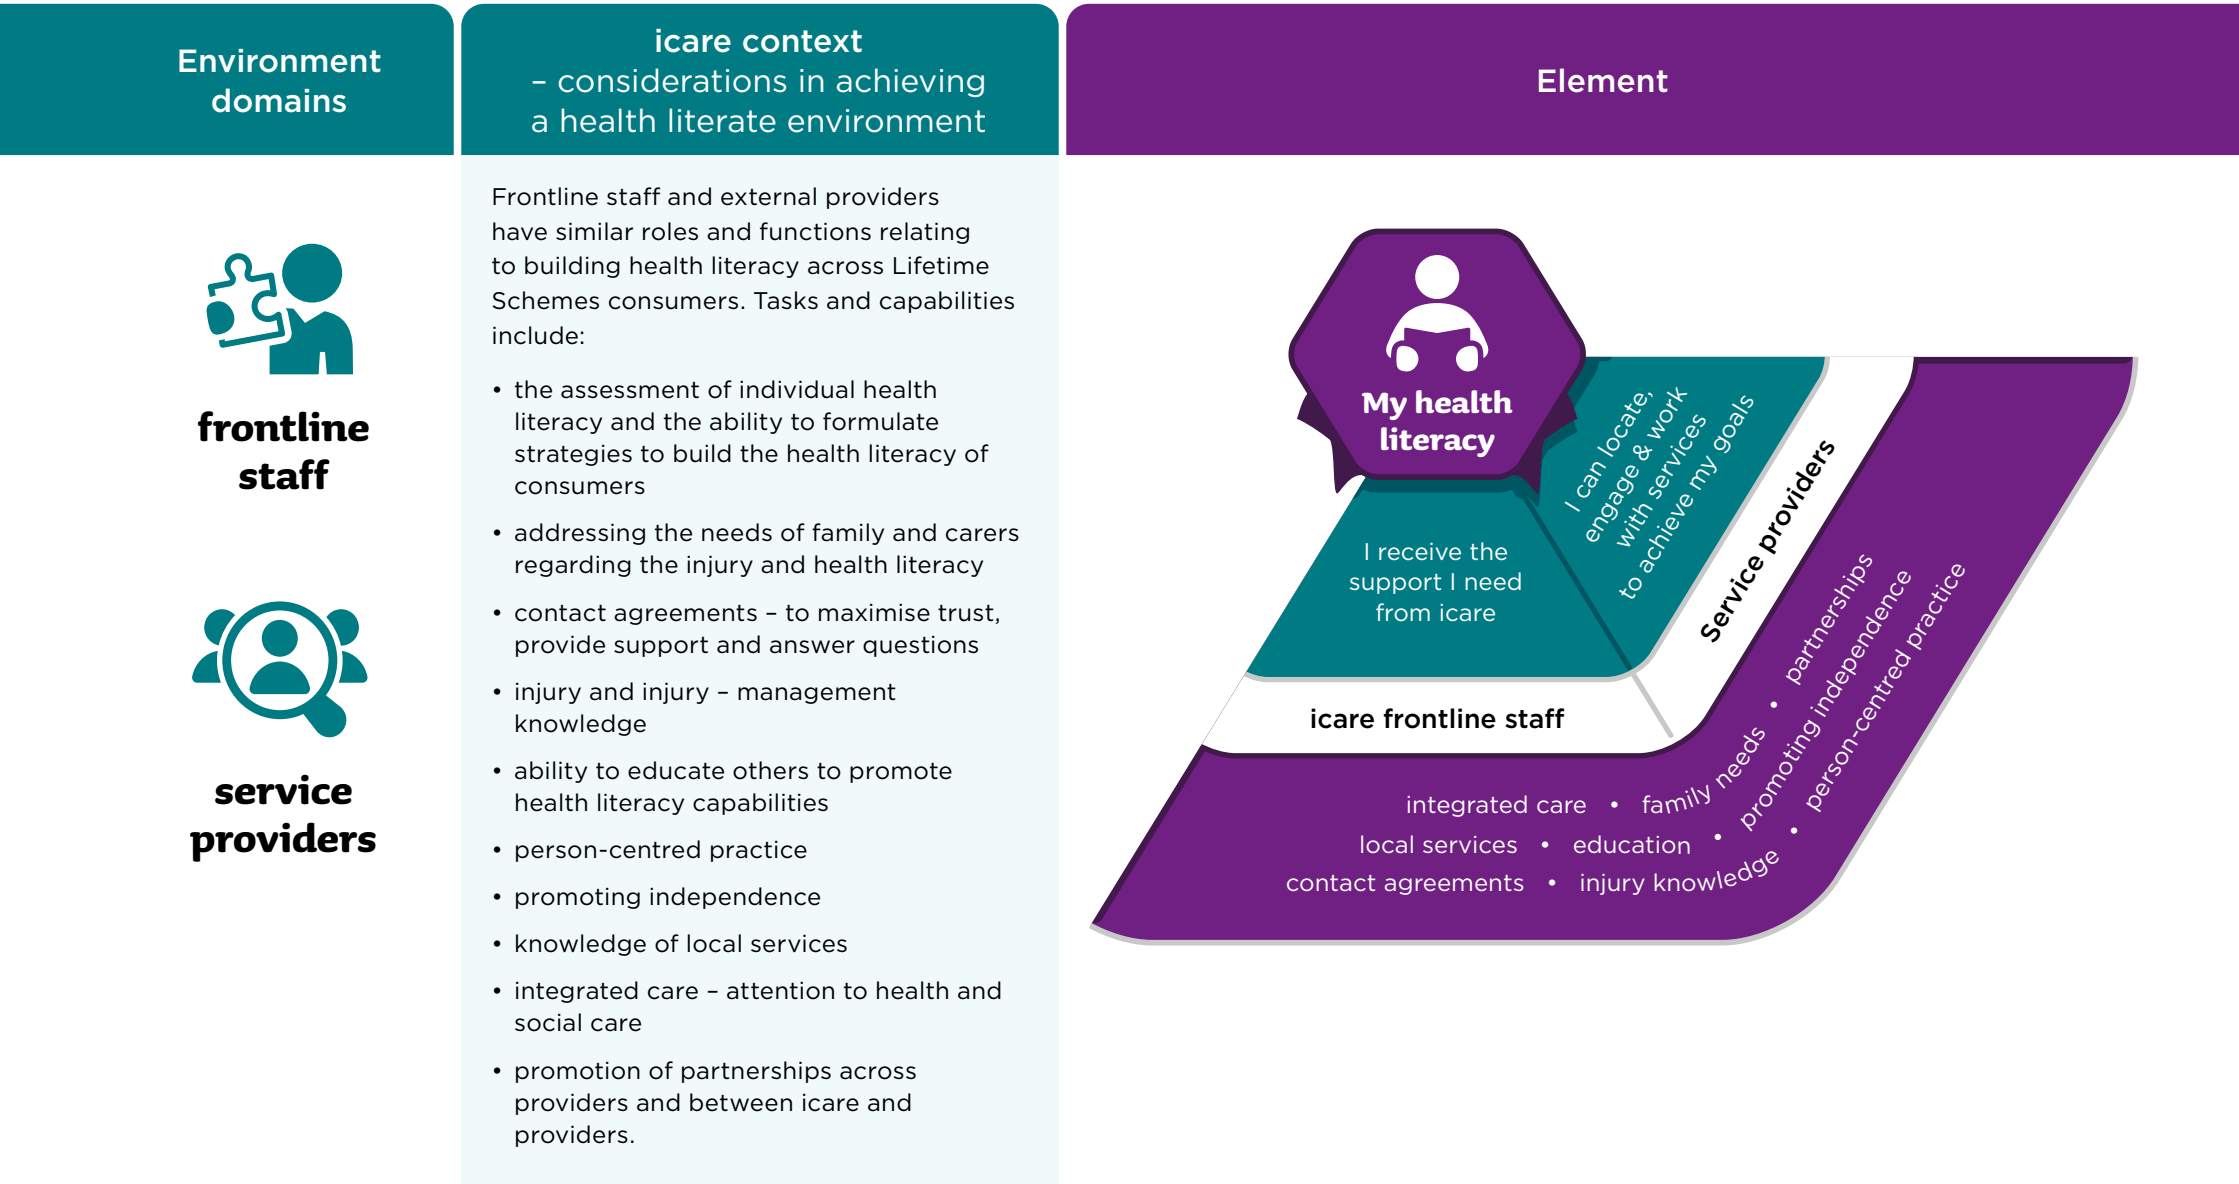 Environment
domains
icare context
– considerations in achieving
a health literate environment
Element
frontline
staff
service
providers
Frontline staff and external providers
have similar roles and functions relating
to building health literacy across Lifetime
Schemes consumers. Tasks and capabilities
include:
• the assessment of individual health
literacy and the ability to formulate
strategies to build the health literacy of
consumers
• addressing the needs of family and carers
regarding the injury and health literacy
• contact agreements – to maximise trust,
provide support and answer questions
• injury and injury – management
knowledge
• ability to educate others to promote
health literacy capabilities
• person-centred practice
• promoting independence
• knowledge of local services
• integrated care – attention to health and
social care
• promotion of partnerships across
providers and between icare and
providers.
My health
literacy
I receive the
support I need
from icare
I can locate,
engage & work
with services
to achieve my goals
icare frontline staff
Service providers
integrated care • family needs • partnerships
local services • education • promoting independence
contact agreements • injury knowledge • person-centred practice